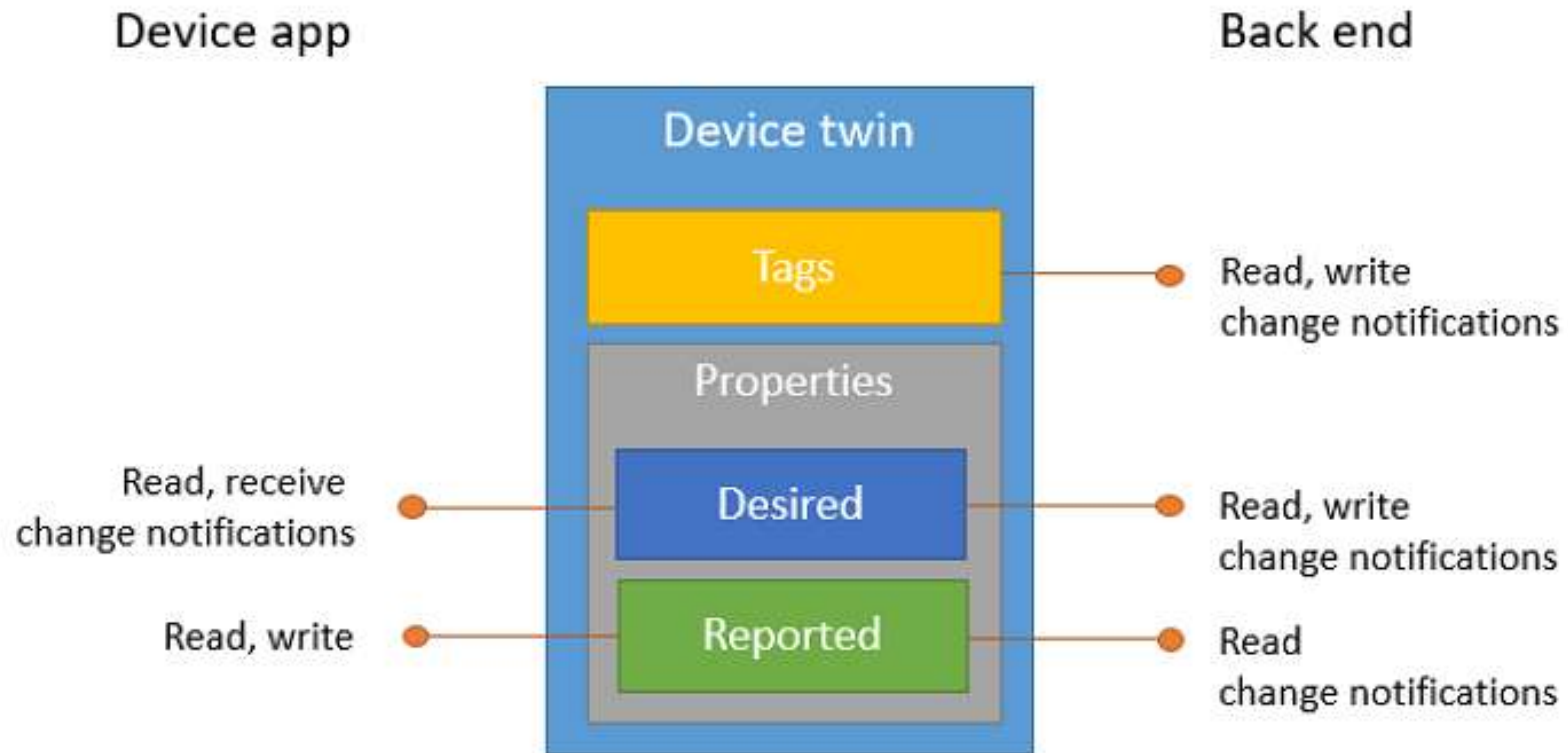 Device app
Back end
Device twin
Tags
Read, write
change notifications
Properties
Read, receive
change notifications
Desired
Read, write
change notifications
Read, write
Reported
Read
change notifications